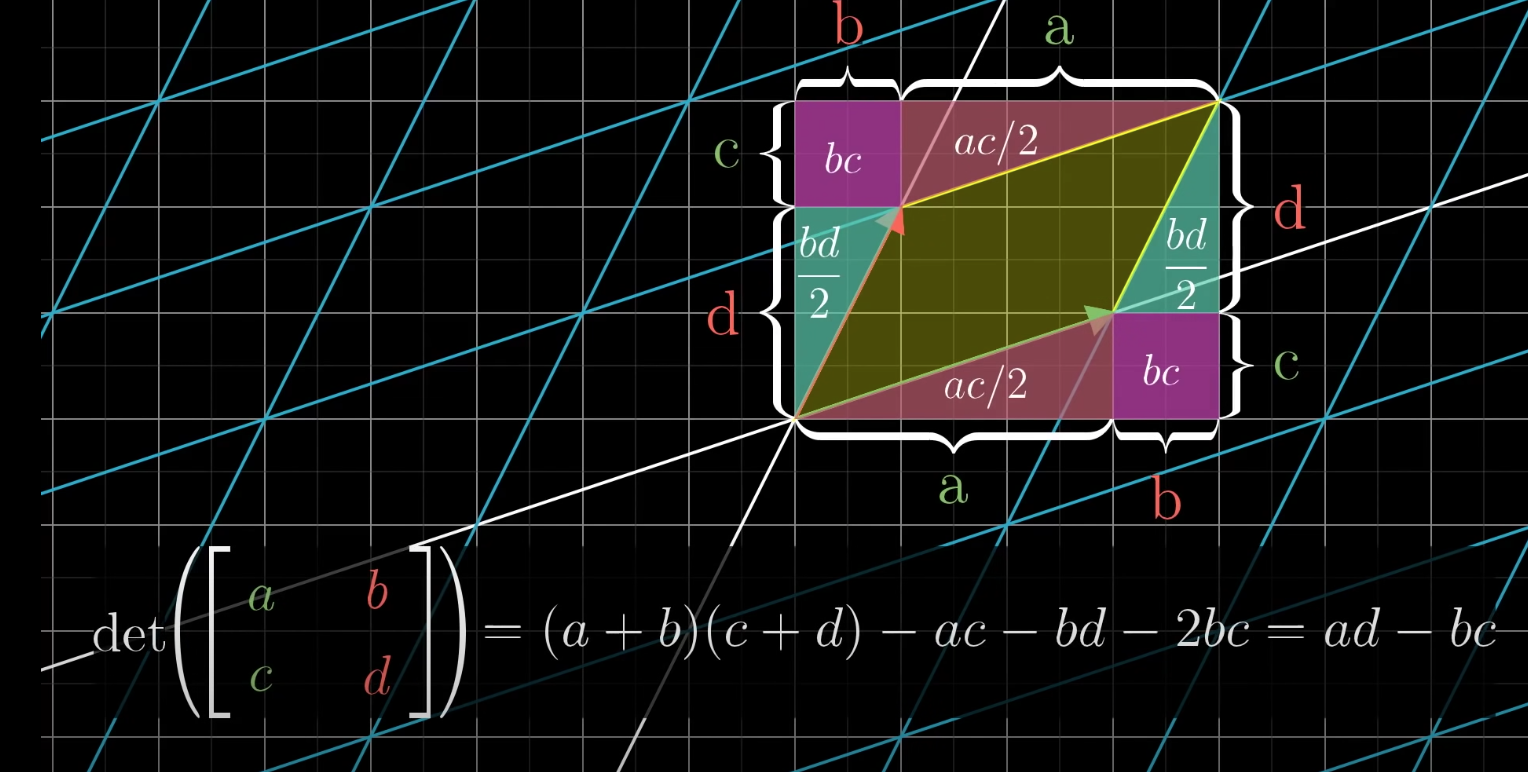 b a
c bc ac/2
d bd/2 bd/2 d
ac/2 bc c
a b
det([a b c d]) = (a + b)(c + d) − ac − bd − 2bc = ad − bc